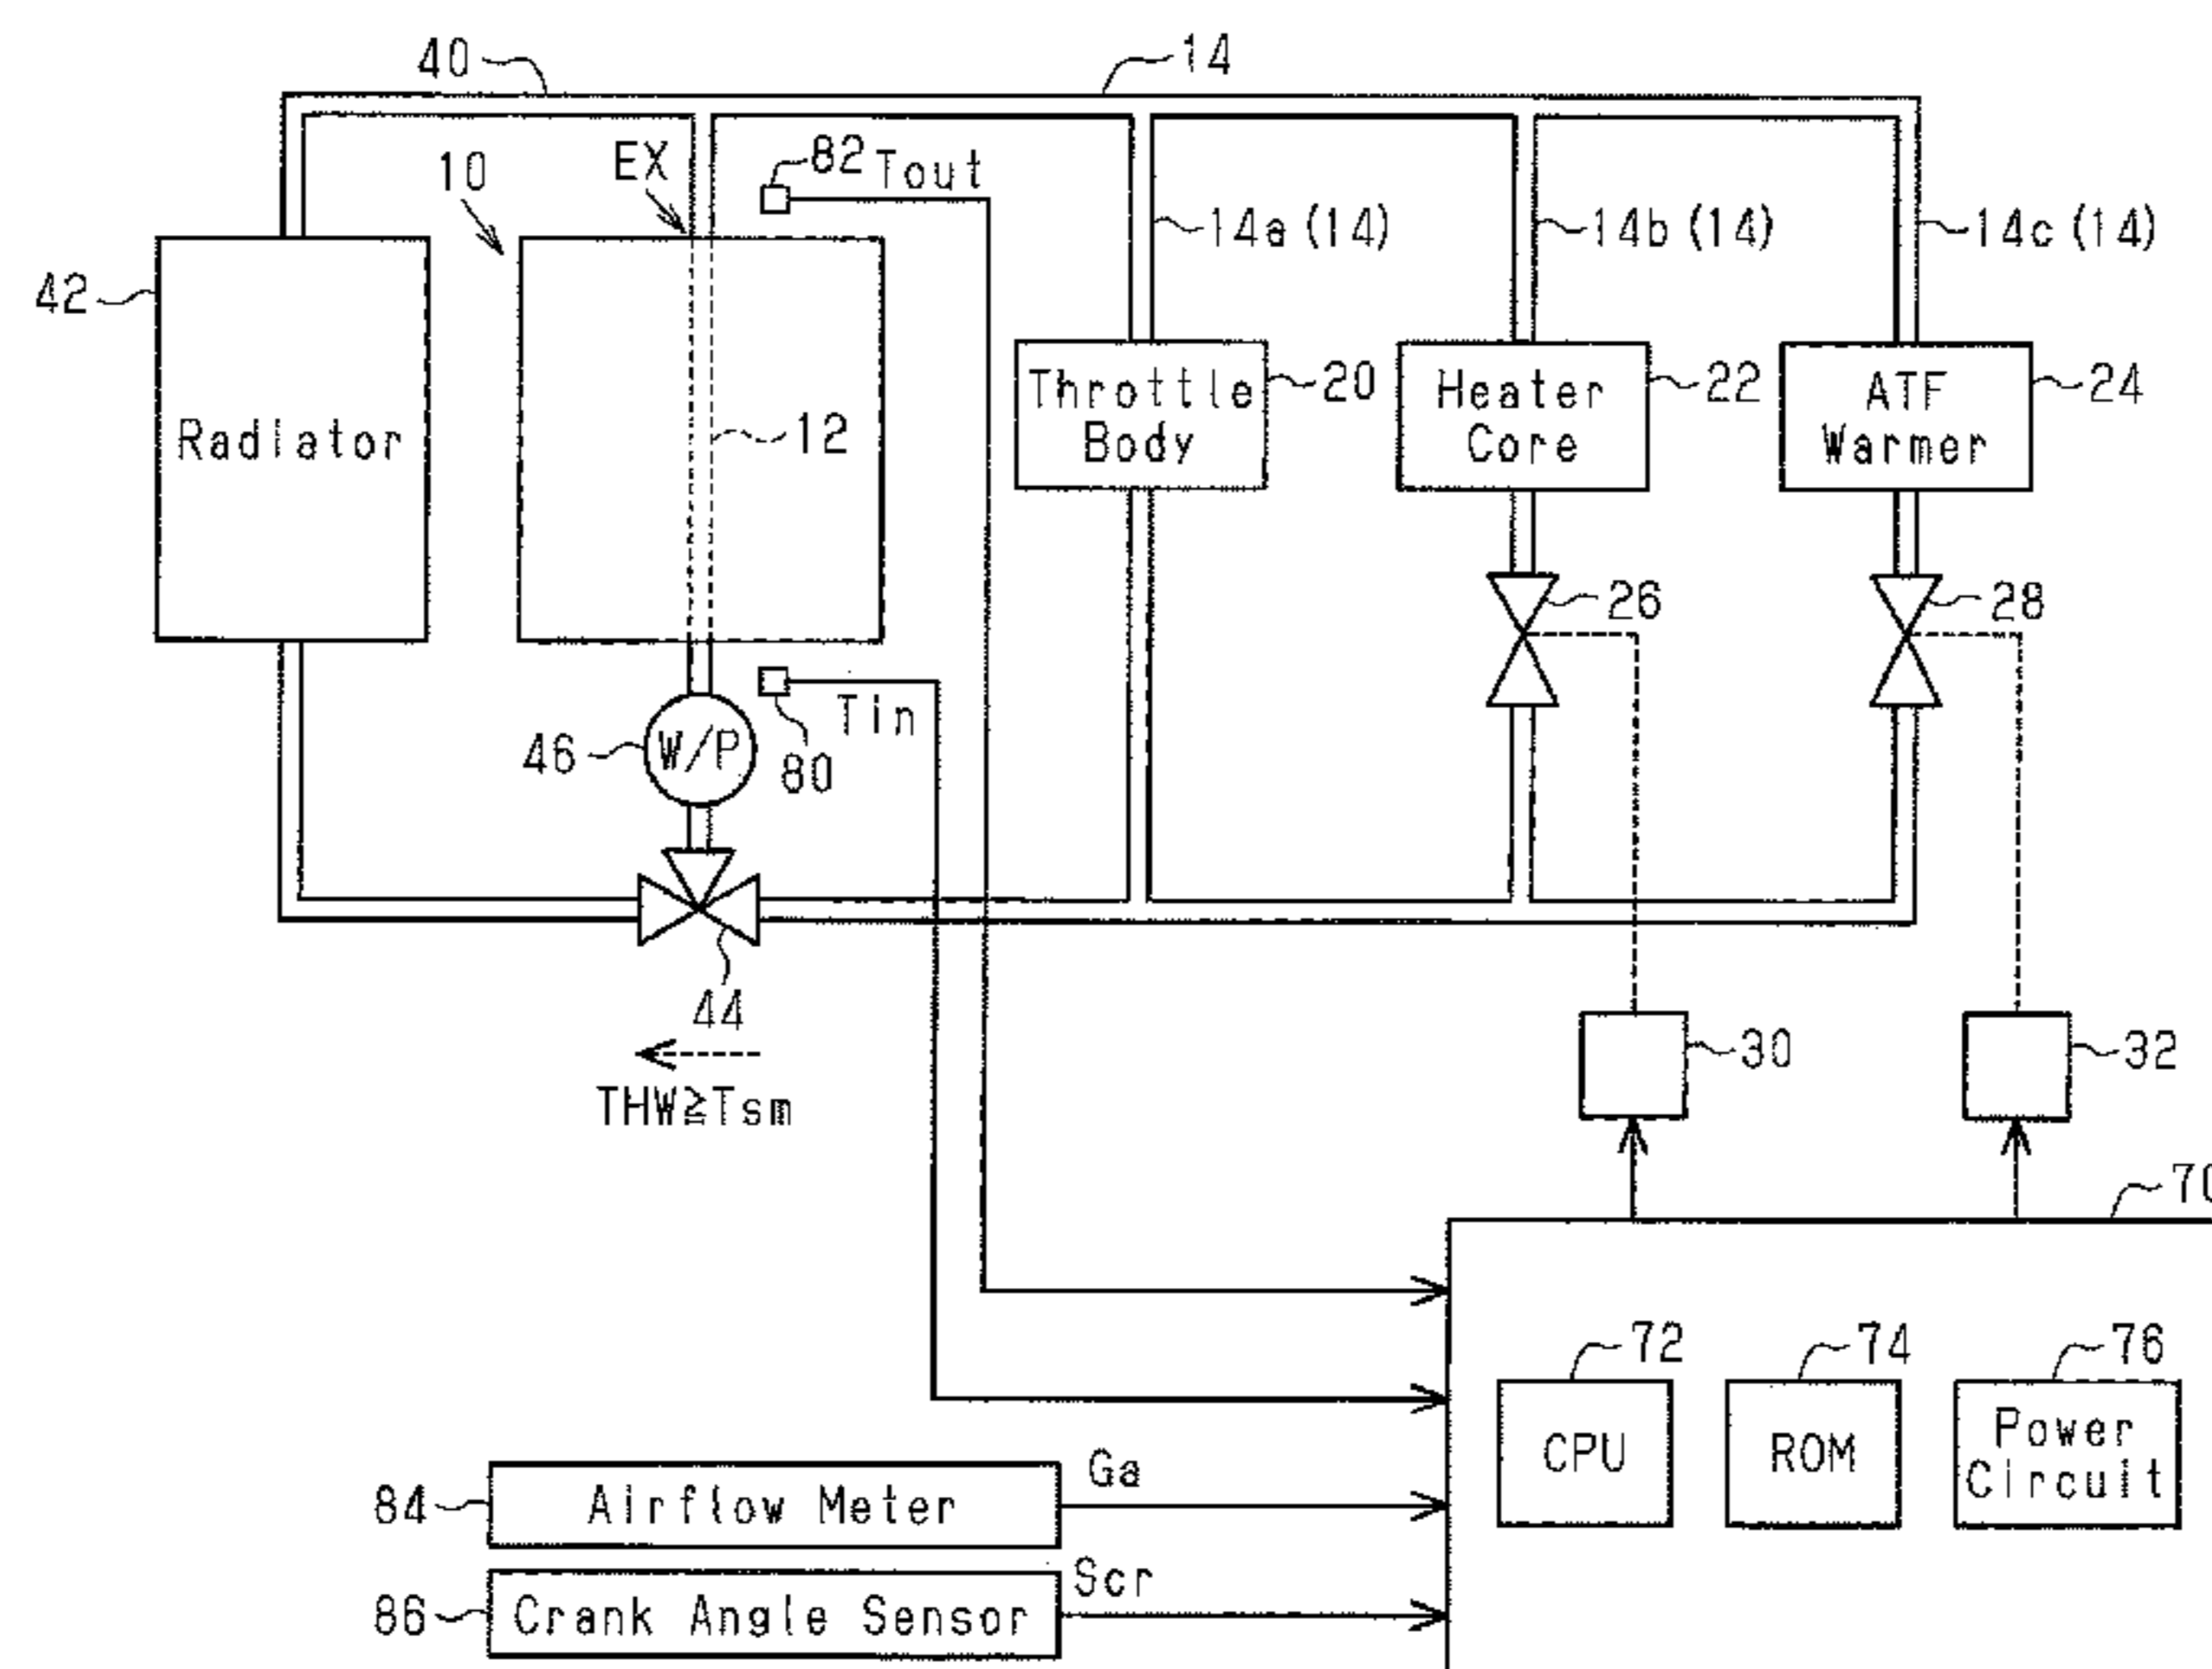 40
14
10
EX
82 Tout
14a (14)
14b (14)
14c (14)
42
Radiator
12
Throttle
Body
20
Heater
Core
22
ATF
Warmer
24
26
28
46
W/P
Tin
80
44
THW≧Tsm
30
32
70
72
74
76
CPU
ROM
Power
Circuit
84
Airflow Meter
Ga
86
Crank Angle Sensor
Scr